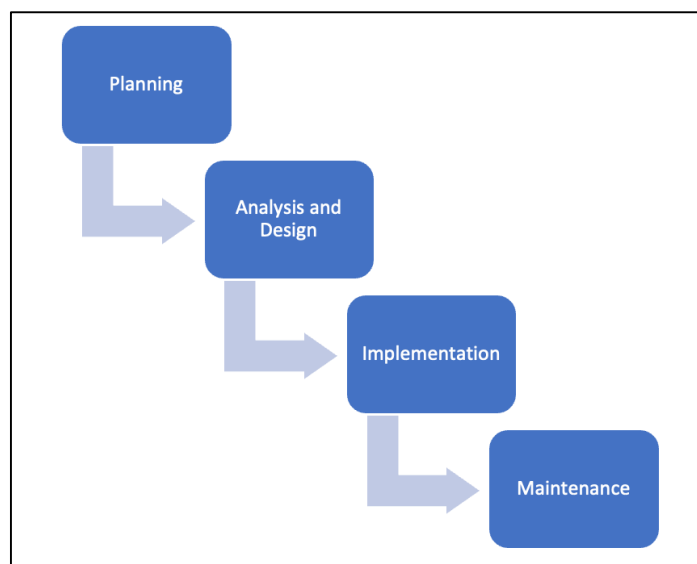 Planning
Analysis and
Design
Implementation
Maintenance